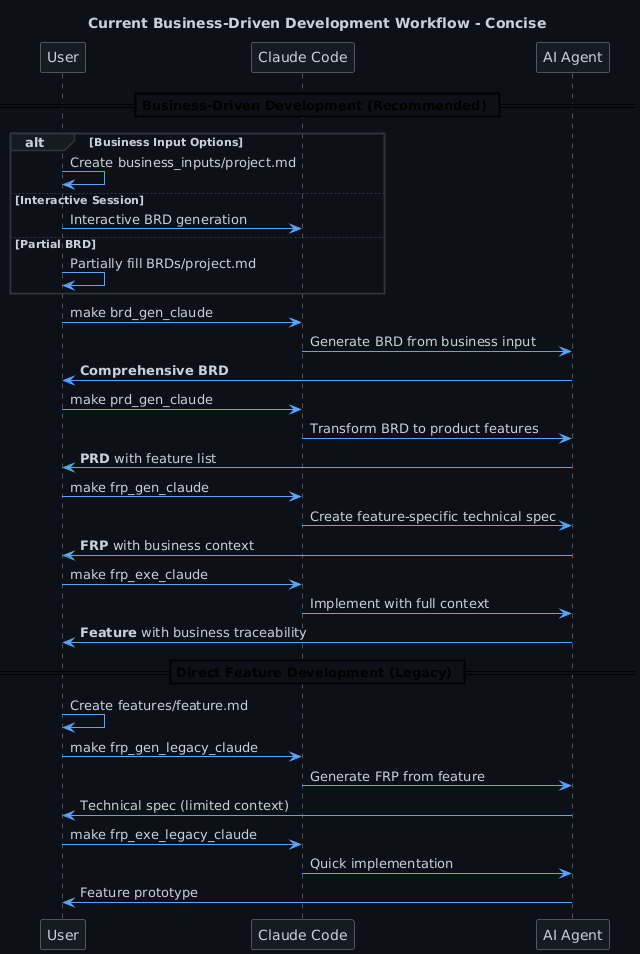 Current Business-Driven Development Workflow - Concise
User
Claude Code
AI Agent
Business-Driven Development (Recommended)
alt
[Business Input Options]
Create business_inputs/project.md
[Interactive Session]
Interactive BRD generation
[Partial BRD]
Partially fill BRDs/project.md
make brd_gen_claude
Generate BRD from business input
Comprehensive BRD
make prd_gen_claude
Transform BRD to product features
PRD with feature list
make frp_gen_claude
Create feature-specific technical spec
FRP with business context
make frp_exe_claude
Implement with full context
Feature with business traceability
Direct Feature Development (Legacy)
Create features/feature.md
make frp_gen_legacy_claude
Generate FRP from feature
Technical spec (limited context)
make frp_exe_legacy_claude
Quick implementation
Feature prototype
User
Claude Code
AI Agent